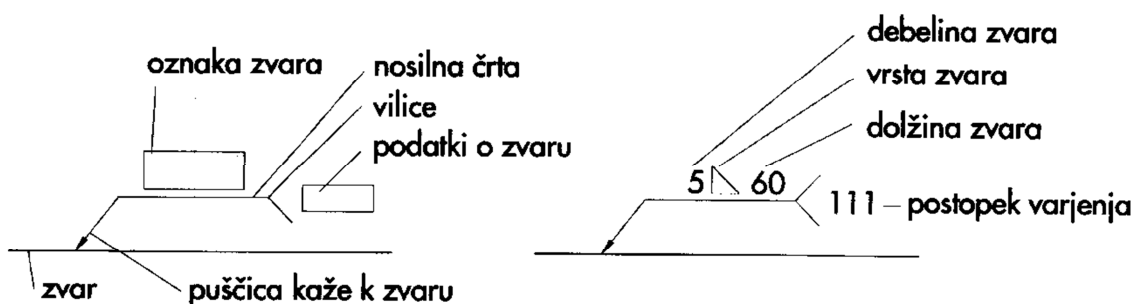 oznaka zvara
nosilna črta
vilice
podatki o zvaru
zvar
puščica kaže k zvaru
debelina zvara
vrsta zvara
dolžina zvara
5 60
111 – postopek varjenja